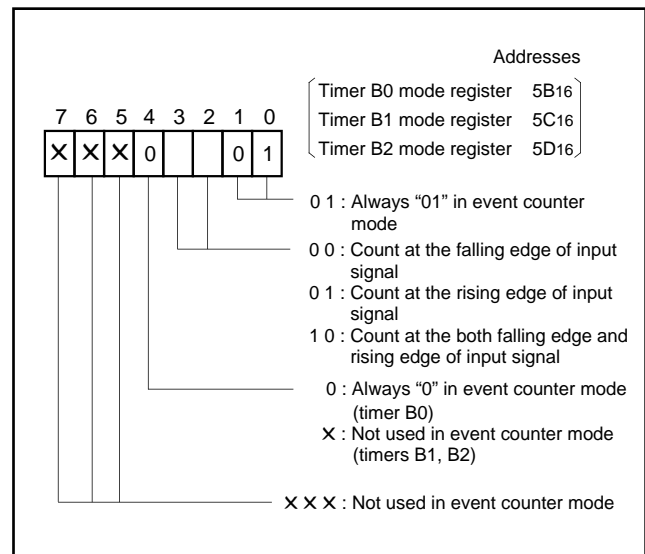 Addresses
Timer B0 mode register 5B16
Timer B1 mode register 5C16
Timer B2 mode register 5D16
7 6 5 4 3 2 1 0
× × × 0 0 1
0 1 : Always “01” in event counter
mode
0 0 : Count at the falling edge of input
signal
0 1 : Count at the rising edge of input
signal
1 0 : Count at the both falling edge and
rising edge of input signal
0 : Always “0” in event counter mode
(timer B0)
× : Not used in event counter mode
(timers B1, B2)
× × × : Not used in event counter mode